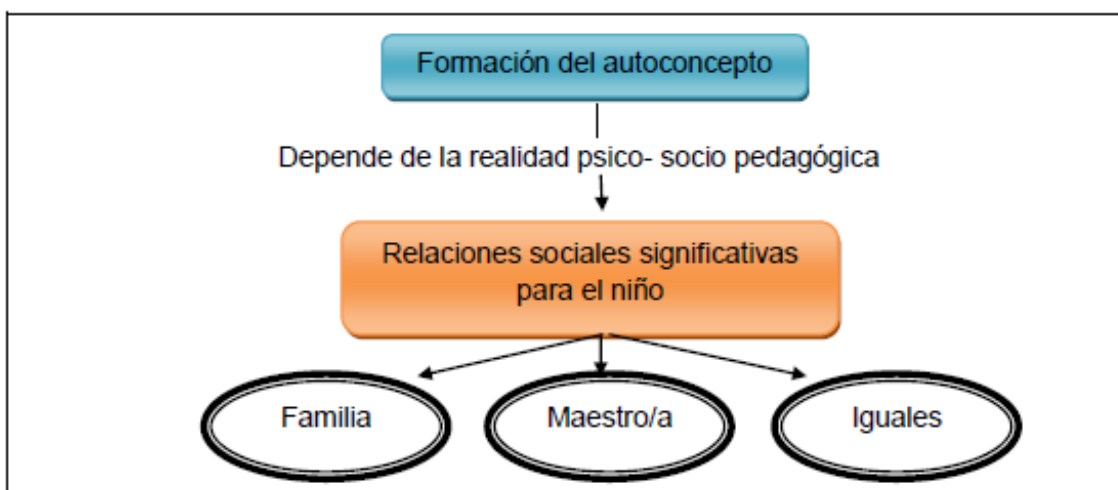 Formación del autoconcepto
Depende de la realidad psico- socio pedagógica
Relaciones sociales significativas
para el niño
Familia
Maestro/a
Iguales